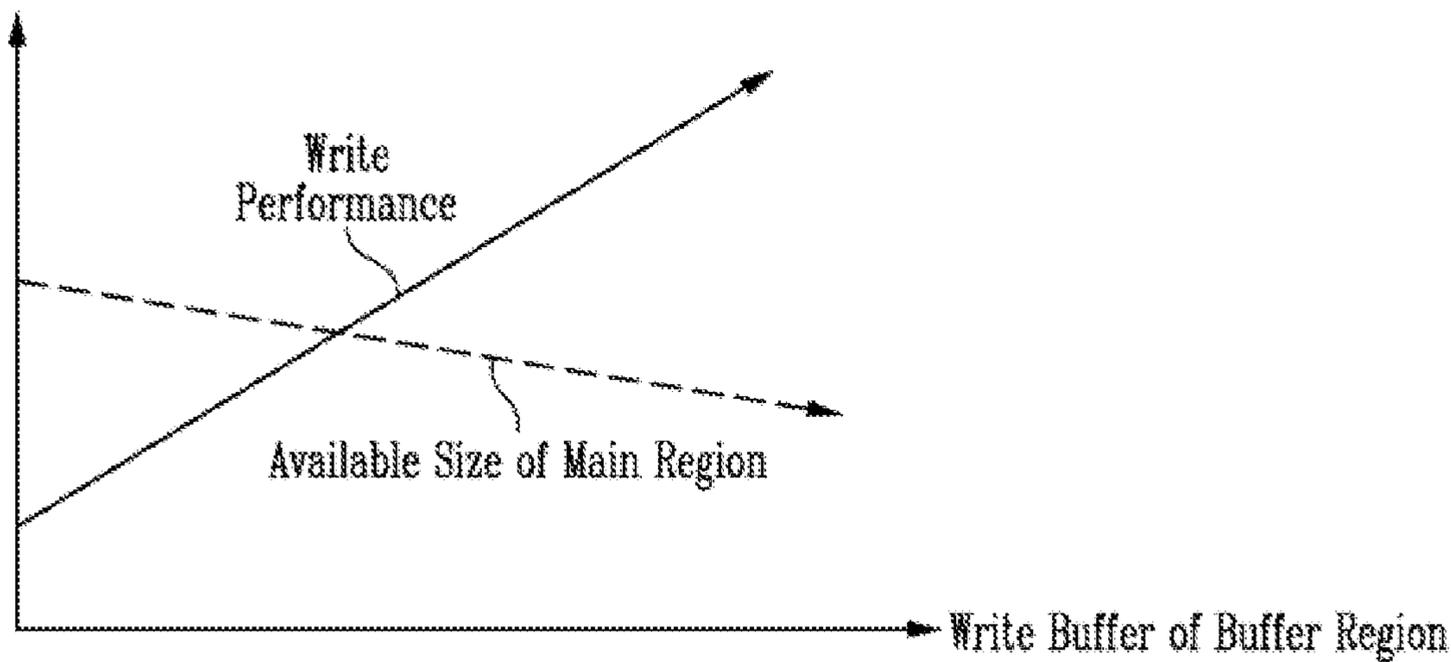 Write
Performance
Available Size of Main Region
Write Buffer of Buffer Region